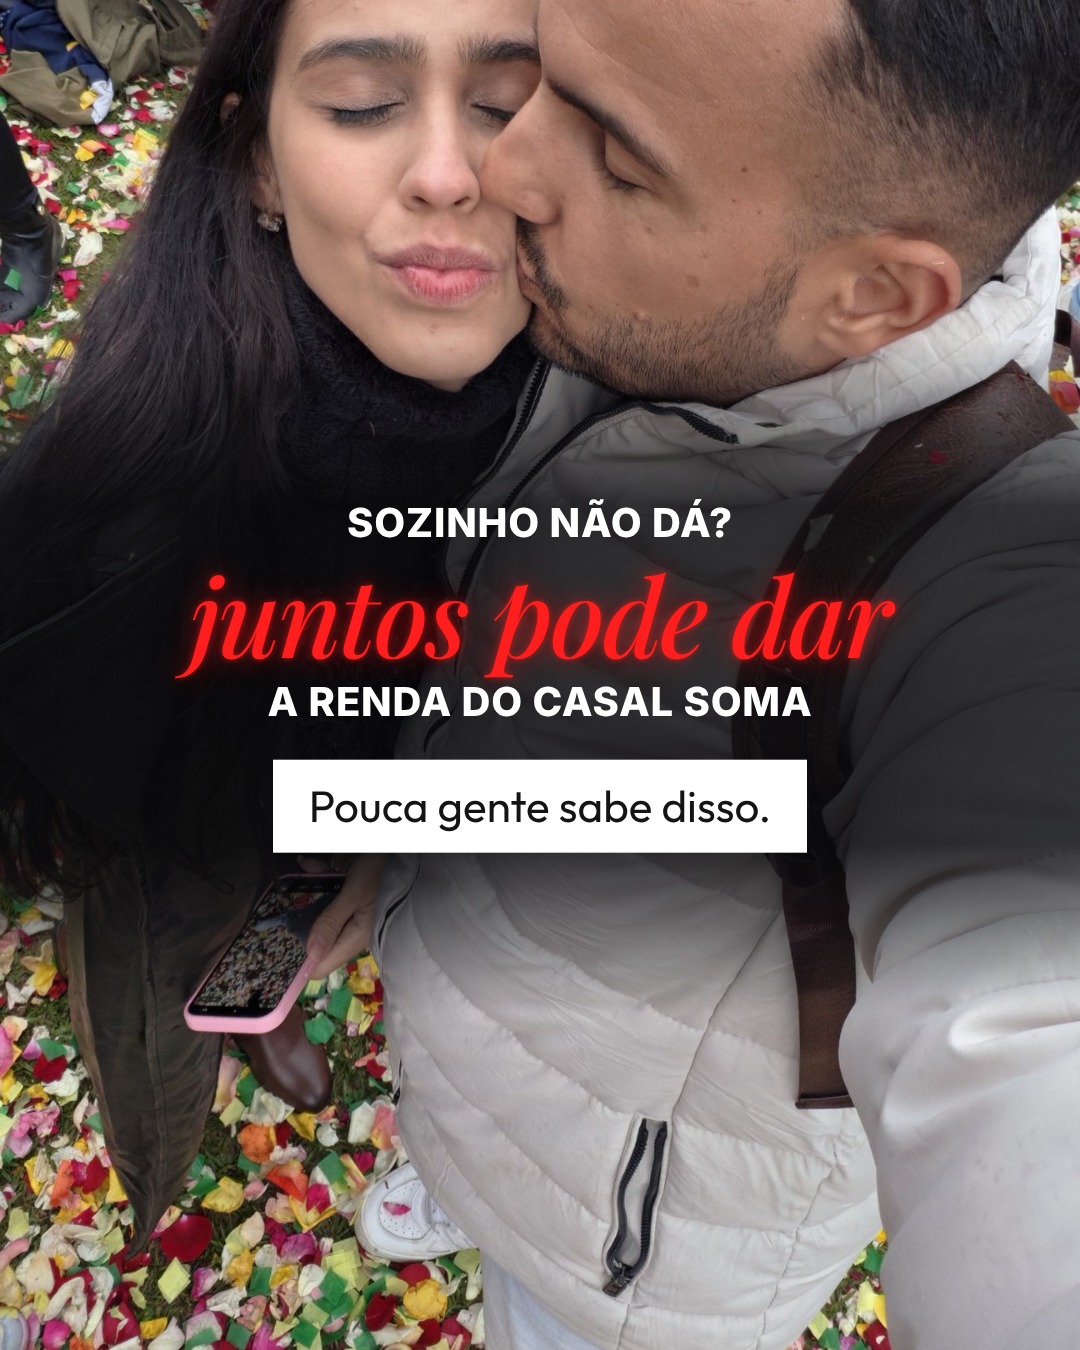 SOZINHO NÃO DÁ?
juntos pode dar
A RENDA DO CASAL SOMA
Pouca gente sabe disso.